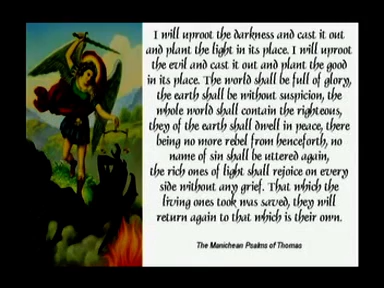 I will uproot the darkness and cast it out
and plant the light in its place. I will uproot
the evil and cast it out and plant the good
in its place. The world shall be full of glory,
the earth shall be without suspicion, the
whole world shall contain the righteous,
they of the earth shall dwell in peace, there
being no more rebel from henceforth, no
name of sin shall be uttered again,
the rich ones of light shall rejoice on every
side without any grief. That which the
living ones took was saved, they will
return again to that which is their own.
The Manichean Psalms of Thomas